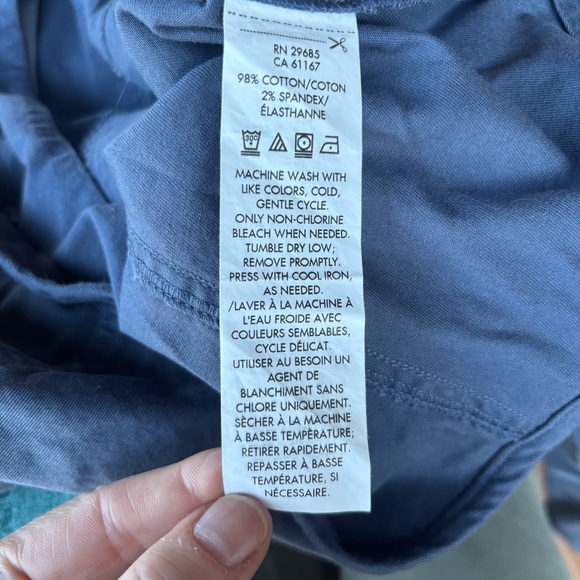 RN 29685
CA 61167
98% COTTON/COTON
2% SPANDEX/
ÉLASTHANNE
30C
MACHINE WASH WITH
LIKE COLORS, COLD,
GENTLE CYCLE.
ONLY NON-CHLORINE
BLEACH WHEN NEEDED.
TUMBLE DRY LOW;
REMOVE PROMPTLY.
PRESS WITH COOL IRON,
AS NEEDED.
/LAVER À LA MACHINE À
L'EAU FROIDE AVEC
COULEURS SEMBLABLES,
CYCLE DÉLICAT.
UTILISER AU BESOIN UN
AGENT DE
BLANCHIMENT SANS
CHLORE UNIQUEMENT.
SÈCHER À LA MACHINE
À BASSE TEMPÈRATURE;
RETIRER RAPIDEMENT.
REPASSER À BASSE
TEMPÉRATURE, SI
NÉCESSAIRE.